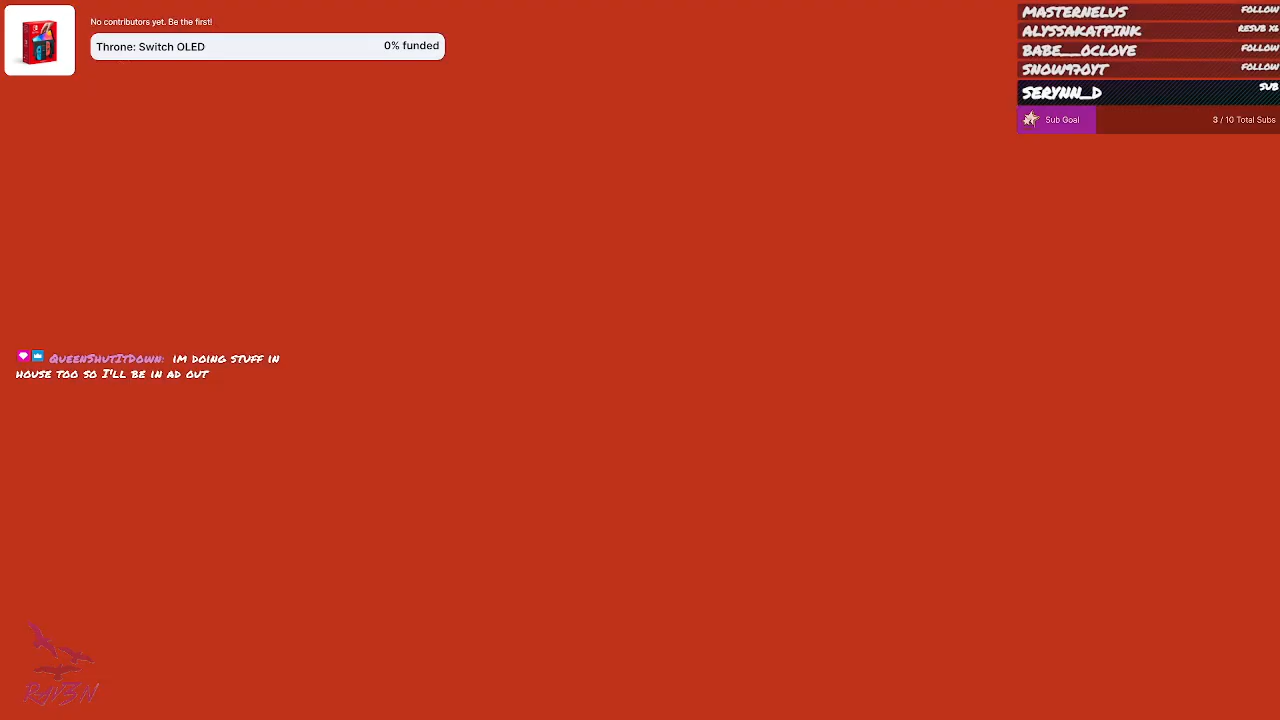 No contributors yet. Be the first!
Throne: Switch OLED 0% funded
MASTERNELUS FOLLOW
ALYSSAKATPINK RESUB X6
BABE__OCLOVE FOLLOW
SNOW970YT FOLLOW
SERYNN_D SUB
Sub Goal 3 / 10 Total Subs
QueenShutItDown: im doing stuff in
house too so I'll be in ad out
RAV3N